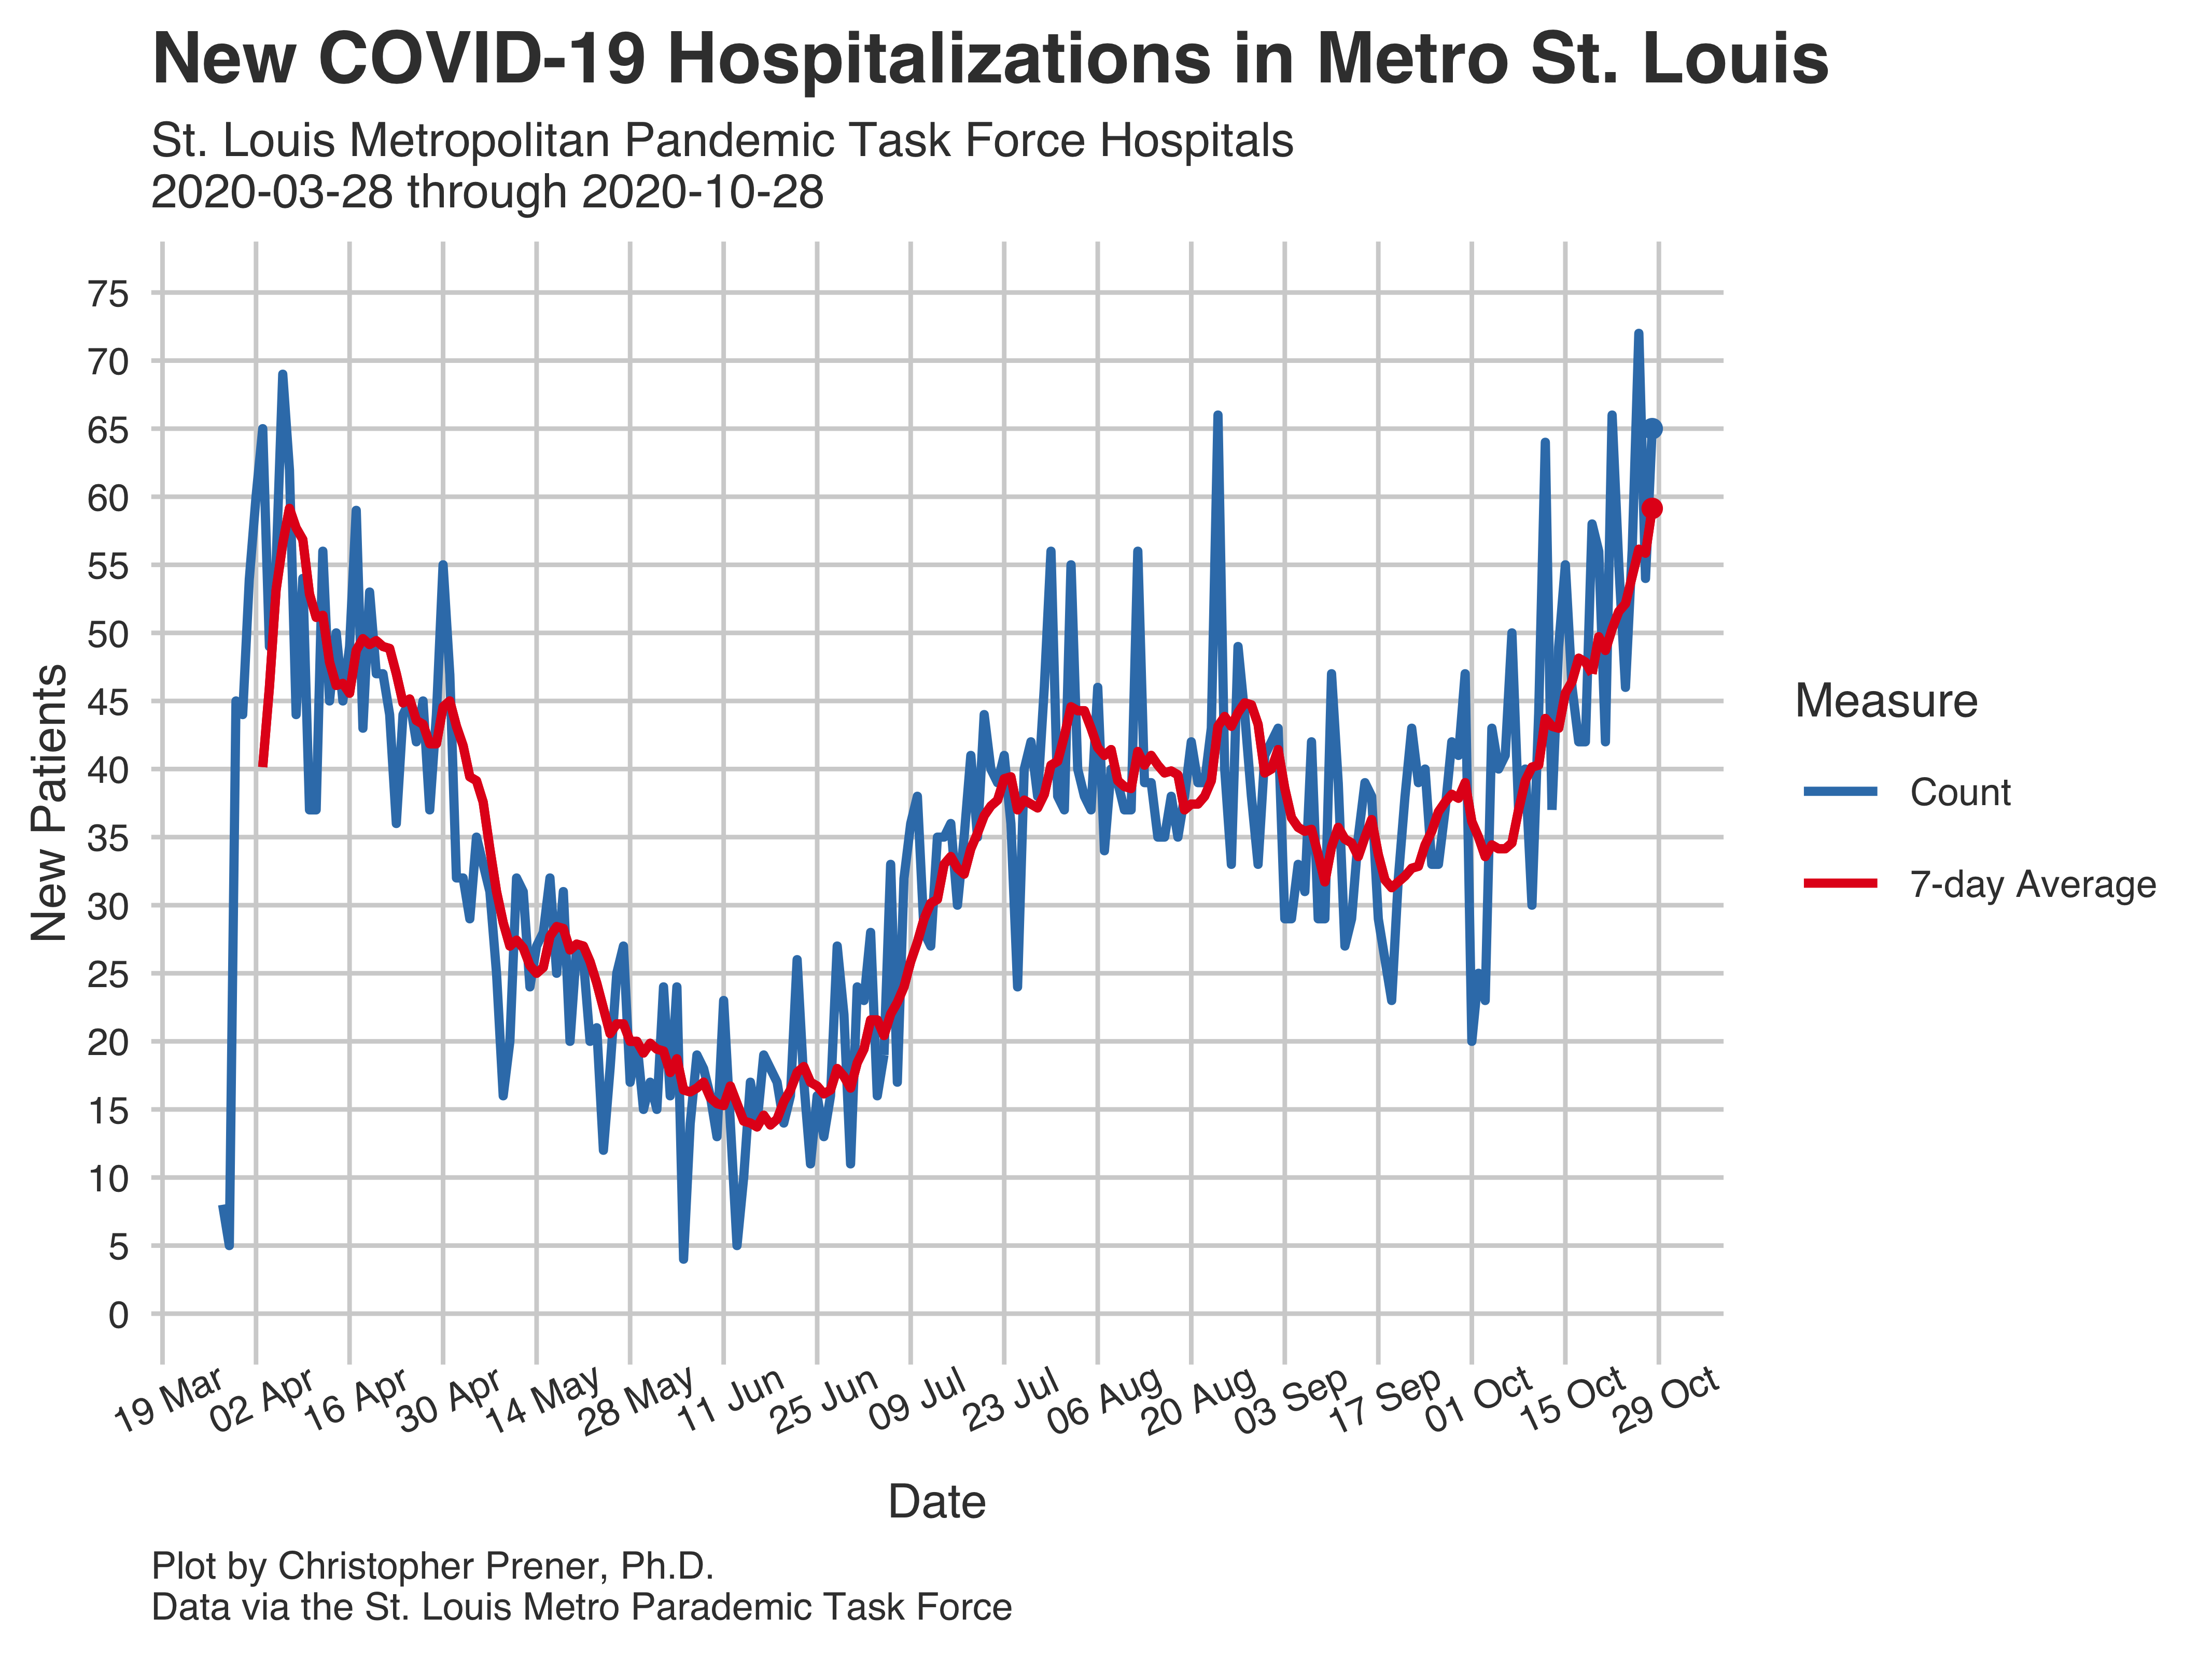 New COVID-19 Hospitalizations in Metro St. Louis
St. Louis Metropolitan Pandemic Task Force Hospitals
2020-03-28 through 2020-10-28
75
70
65
60
55
50
45
40
35
30
25
20
15
10
5
0
New Patients
19 Mar
02 Apr
16 Apr
30 Apr
14 May
28 May
11 Jun
25 Jun
09 Jul
23 Jul
06 Aug
20 Aug
03 Sep
17 Sep
01 Oct
15 Oct
29 Oct
Date
Measure
Count
7-day Average
Plot by Christopher Prener, Ph.D.
Data via the St. Louis Metro Parademic Task Force